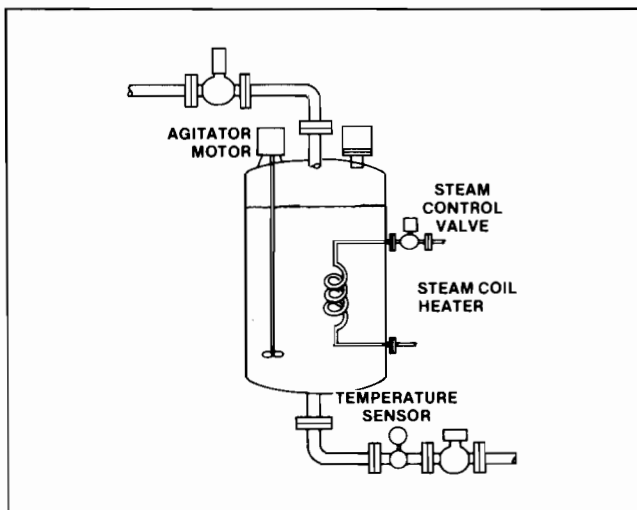 AGITATOR
MOTOR
STEAM
CONTROL
VALVE
STEAM COIL
HEATER
TEMPERATURE
SENSOR